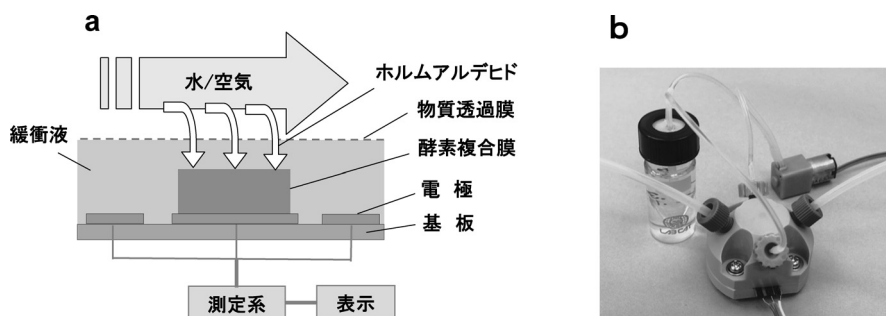 a
水/空気
ホルムアルデヒド
物質透過膜
緩衝液
酵素複合膜
電 極
基 板
測定系
表示
b